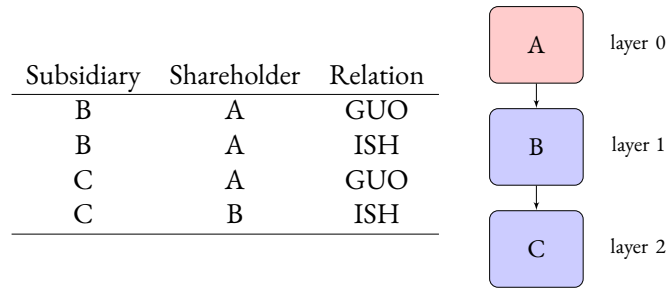 Subsidiary Shareholder Relation
B A GUO
B A ISH
C A GUO
C B ISH
A layer 0
B layer 1
C layer 2